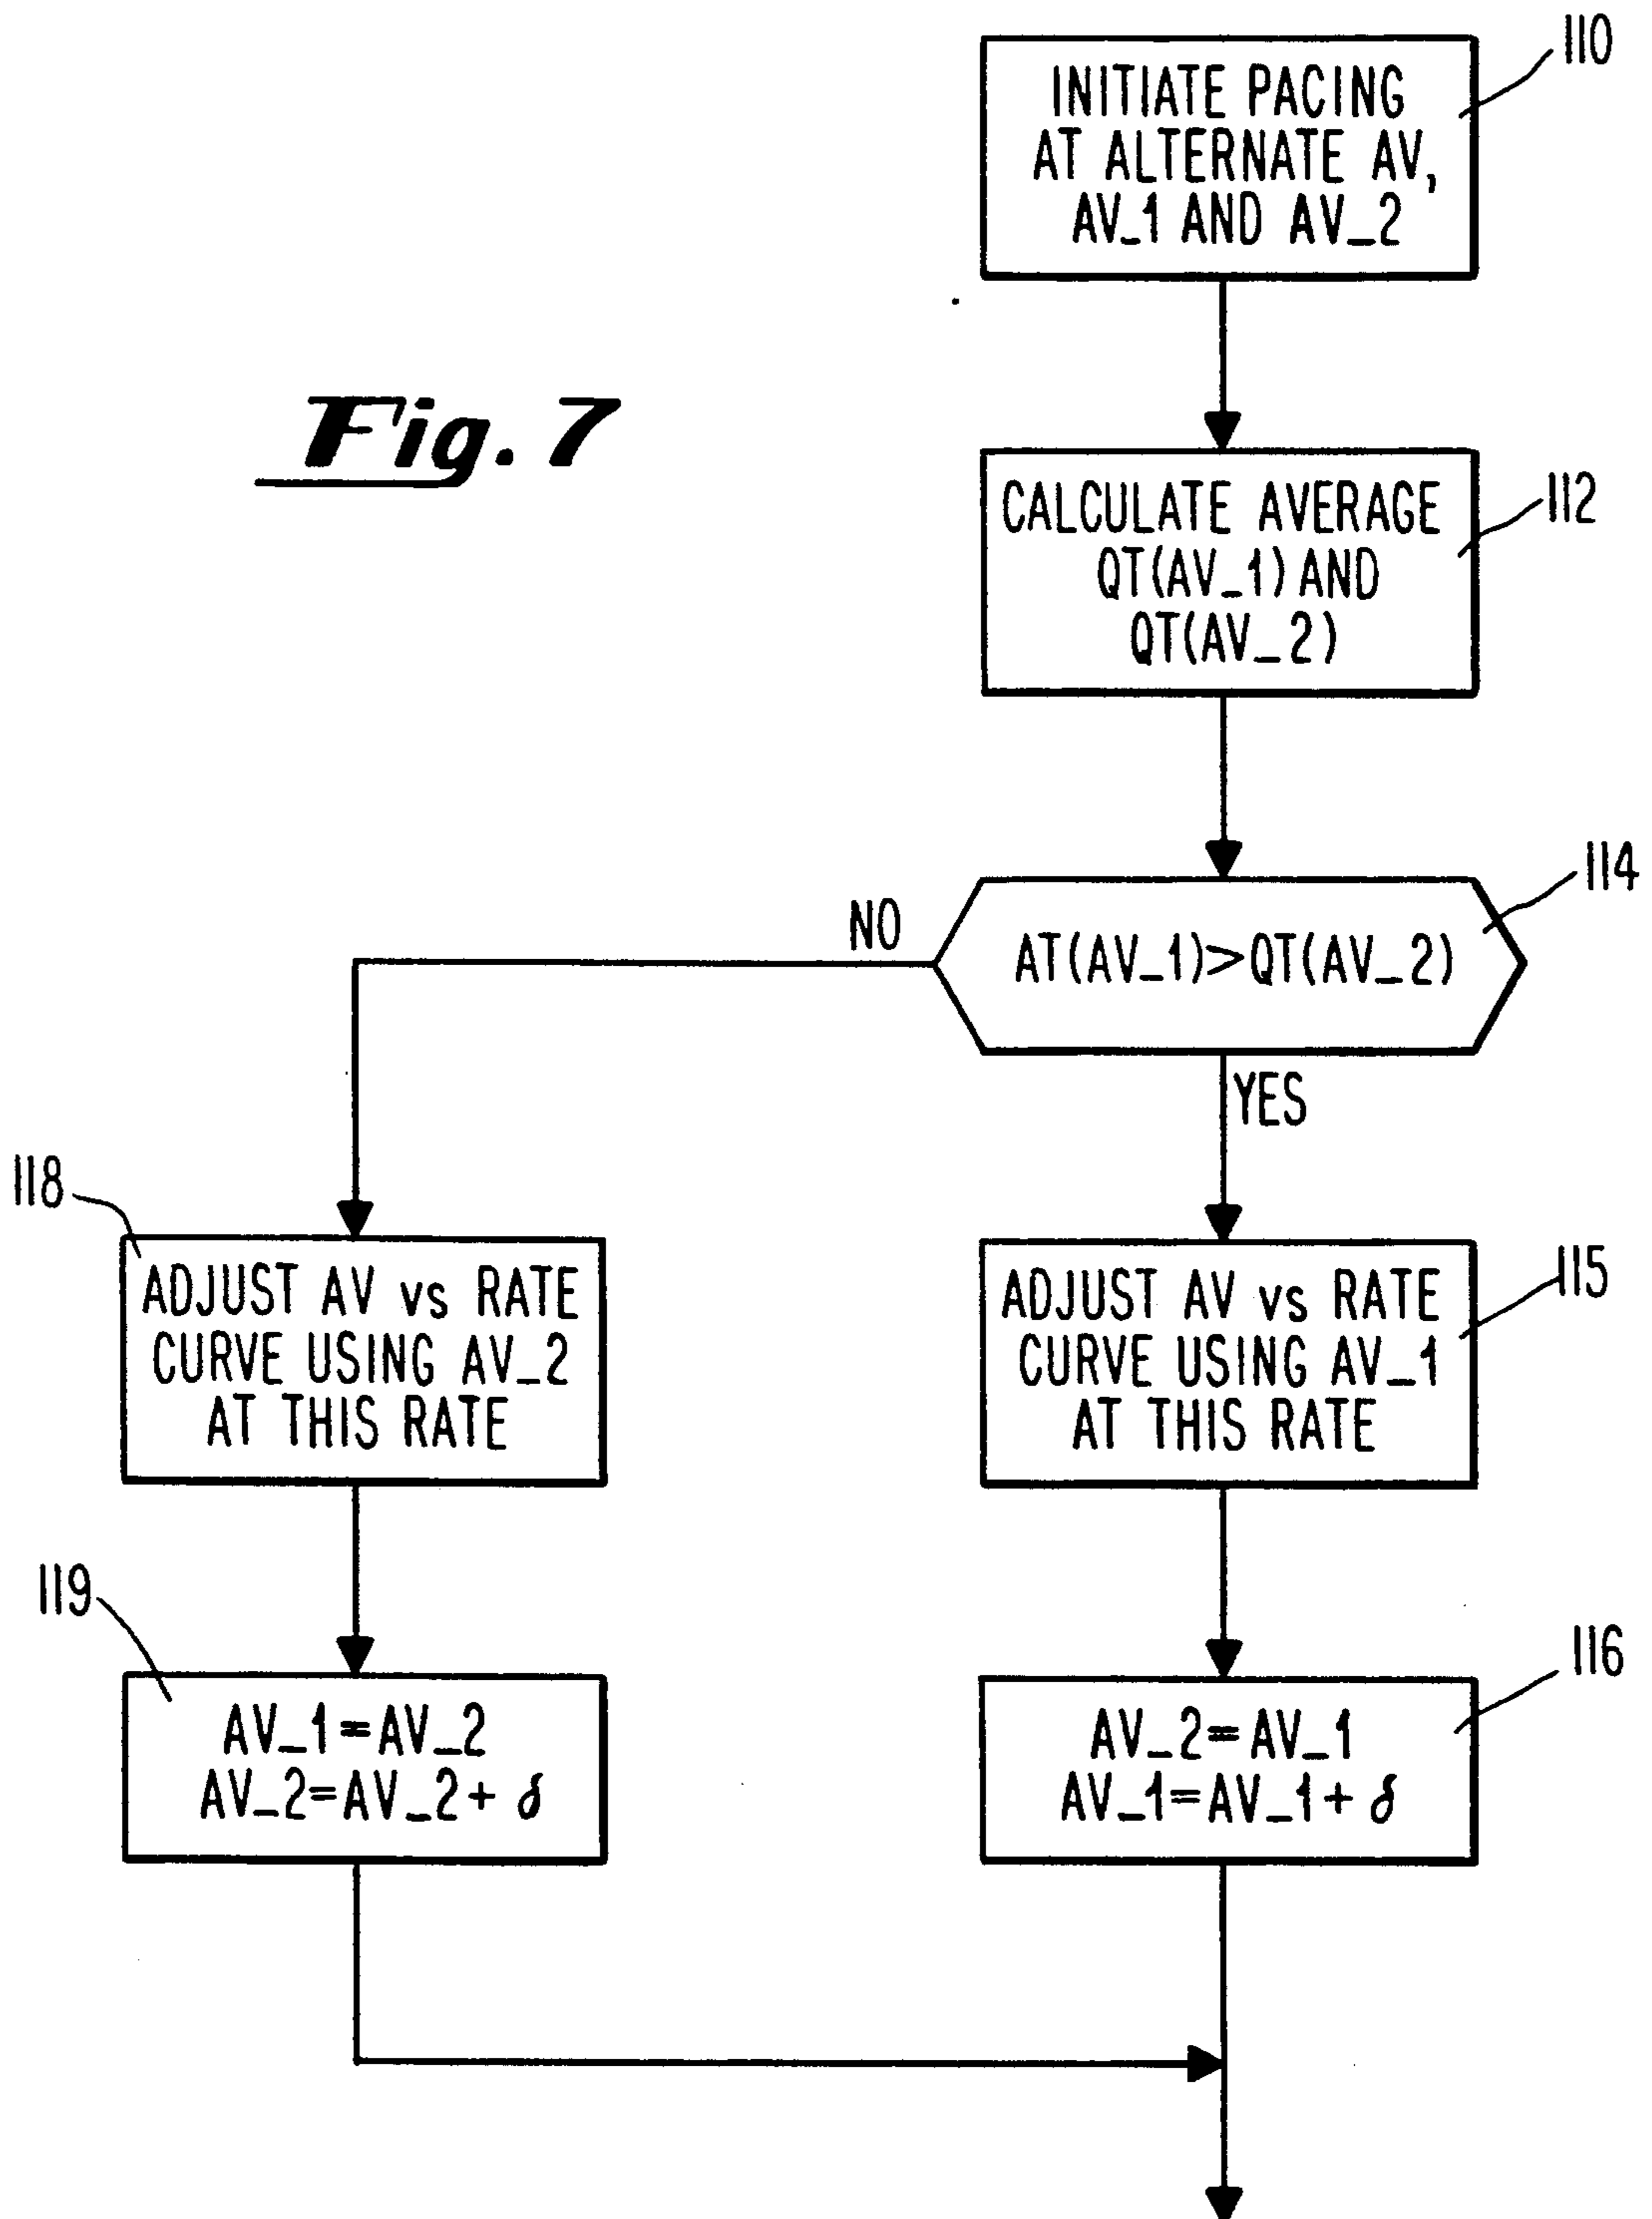 110
INITIATE PACING
AT ALTERNATE AV,
AV_1 AND AV_2
Fig. 7
112
CALCULATE AVERAGE
QT(AV_1) AND
QT(AV_2)
114
NO
AT(AV_1)>QT(AV_2)
YES
118
ADJUST AV vs RATE
CURVE USING AV_2
AT THIS RATE
115
ADJUST AV vs RATE
CURVE USING AV_1
AT THIS RATE
119
AV_1=AV_2
AV_2=AV_2+ δ
116
AV_2=AV_1
AV_1=AV_1+ δ